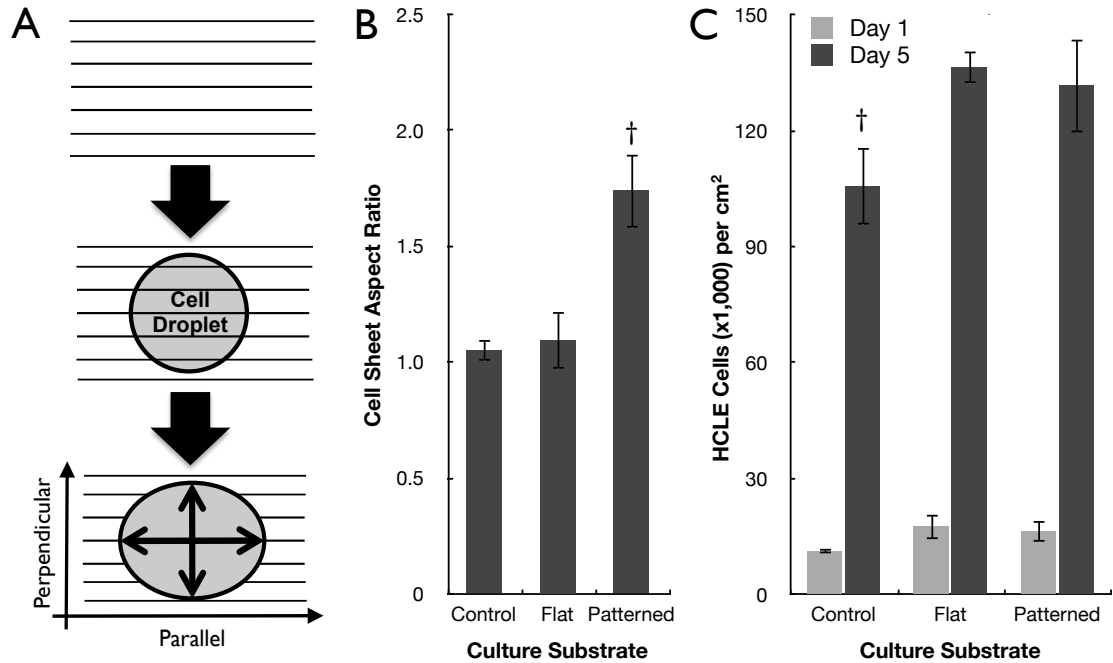 A
Cell
Droplet
Perpendicular
Parallel
B
Cell Sheet Aspect Ratio
2.5
2.0
1.5
1.0
0.5
0
†
Control Flat Patterned
Culture Substrate
C
Day 1
Day 5
HCLE Cells (x1,000) per cm²
150
120
90
60
30
0
†
Control Flat Patterned
Culture Substrate